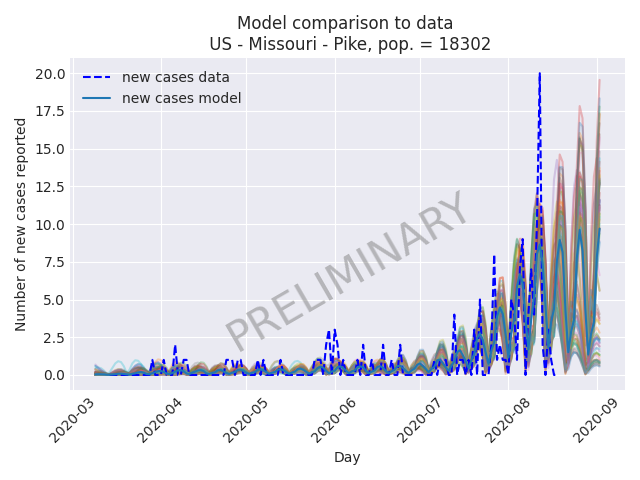 Model comparison to data
US - Missouri - Pike, pop. = 18302
new cases data
new cases model
Number of new cases reported
20.0
17.5
15.0
12.5
10.0
7.5
5.0
2.5
0.0
PRELIMINARY
2020-03
2020-04
2020-05
2020-06
2020-07
2020-08
2020-09
Day